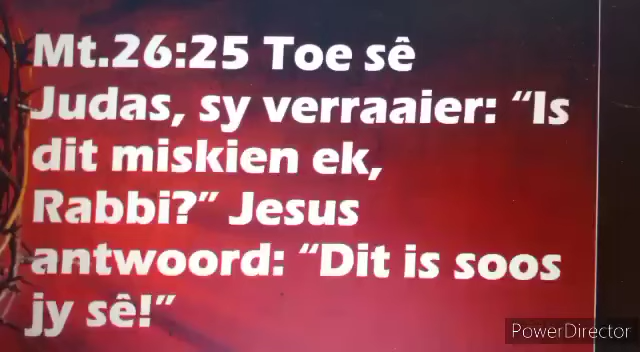 Mt.26:25 Toe sê
Judas, sy verraaier: “Is
dit miskien ek,
Rabbi?” Jesus
antwoord: “Dit is soos
jy sê!”
PowerDirector